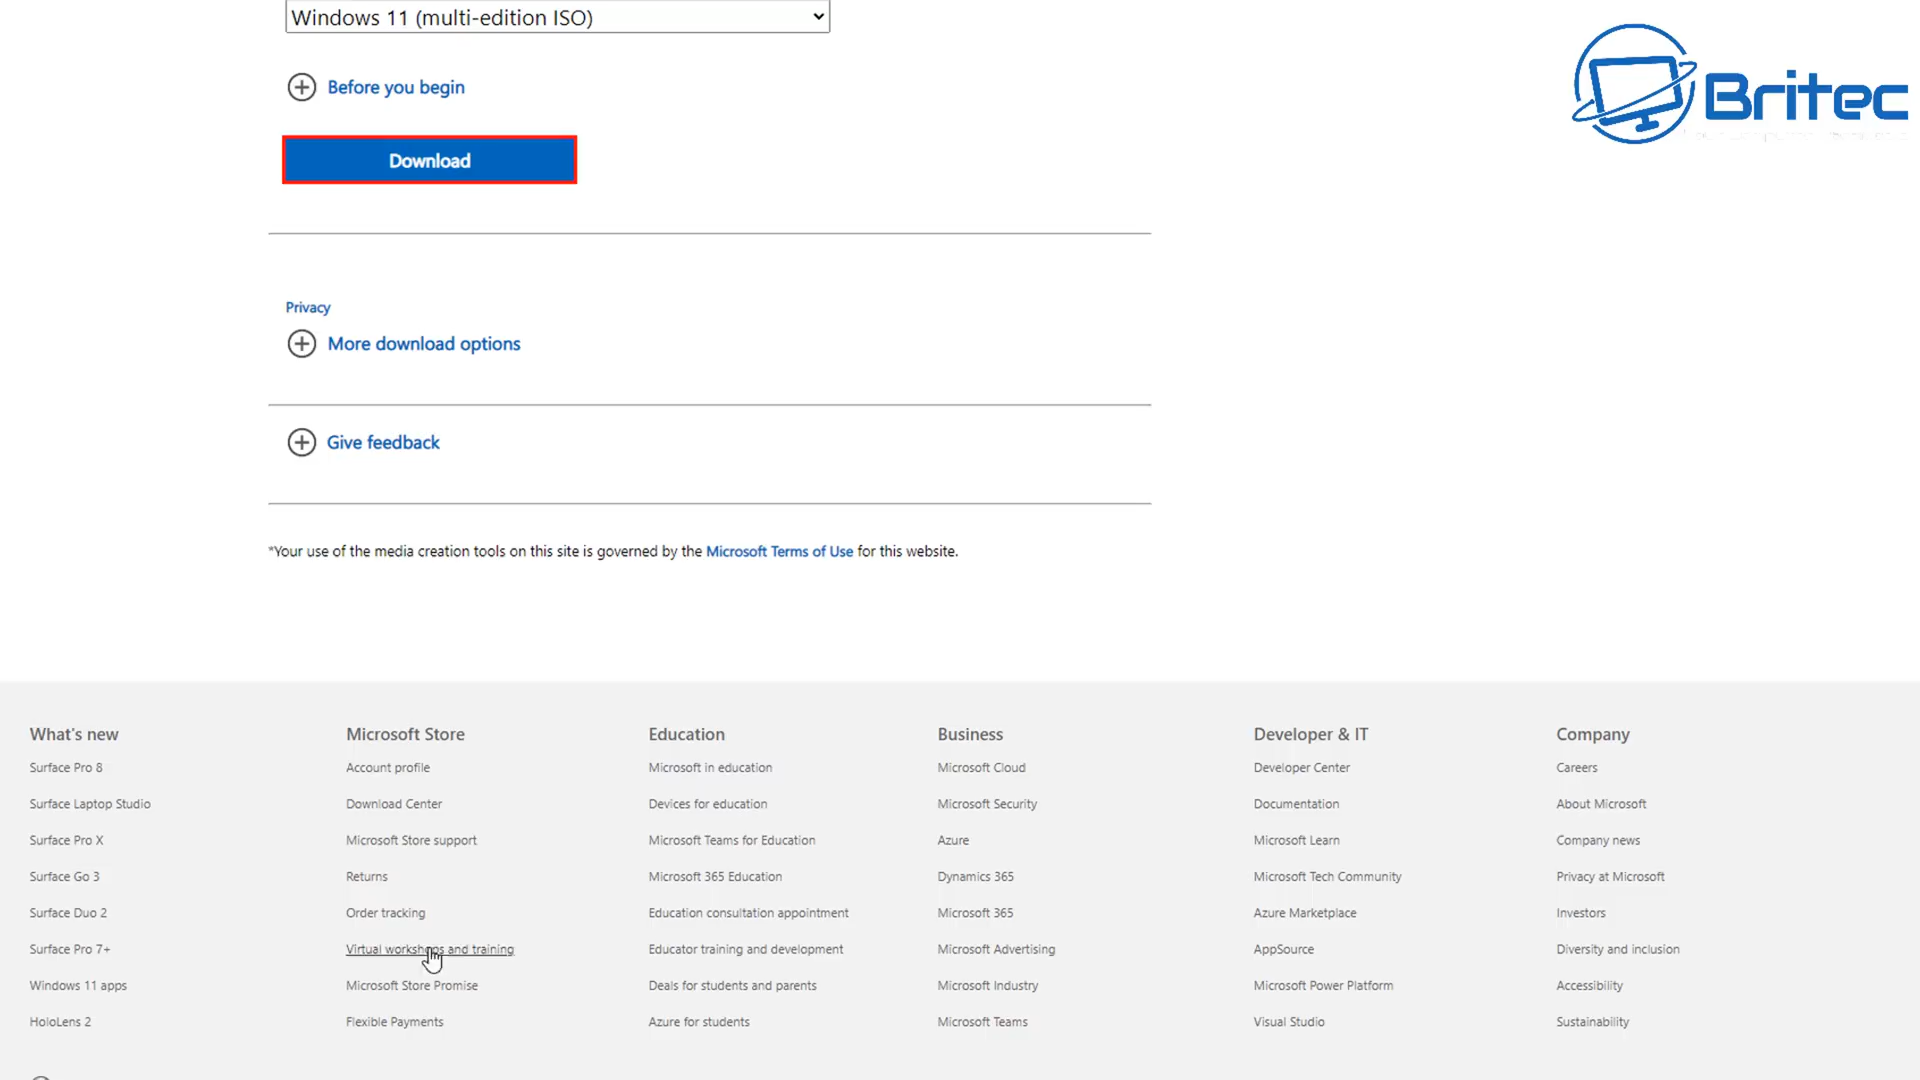 Windows 11 (multi-edition ISO)
Before you begin
Download
Britec
Privacy
More download options
Give feedback
*Your use of the media creation tools on this site is governed by the Microsoft Terms of Use for this website.
What's new
Surface Pro 8
Surface Laptop Studio
Surface Pro X
Surface Go 3
Surface Duo 2
Surface Pro 7+
Windows 11 apps
HoloLens 2
Microsoft Store
Account profile
Download Center
Microsoft Store support
Returns
Order tracking
Virtual workshops and training
Microsoft Store Promise
Flexible Payments
Education
Microsoft in education
Devices for education
Microsoft Teams for Education
Microsoft 365 Education
Education consultation appointment
Educator training and development
Deals for students and parents
Azure for students
Business
Microsoft Cloud
Microsoft Security
Azure
Dynamics 365
Microsoft 365
Microsoft Advertising
Microsoft Industry
Microsoft Teams
Developer & IT
Developer Center
Documentation
Microsoft Learn
Microsoft Tech Community
Azure Marketplace
AppSource
Microsoft Power Platform
Visual Studio
Company
Careers
About Microsoft
Company news
Privacy at Microsoft
Investors
Diversity and inclusion
Accessibility
Sustainability